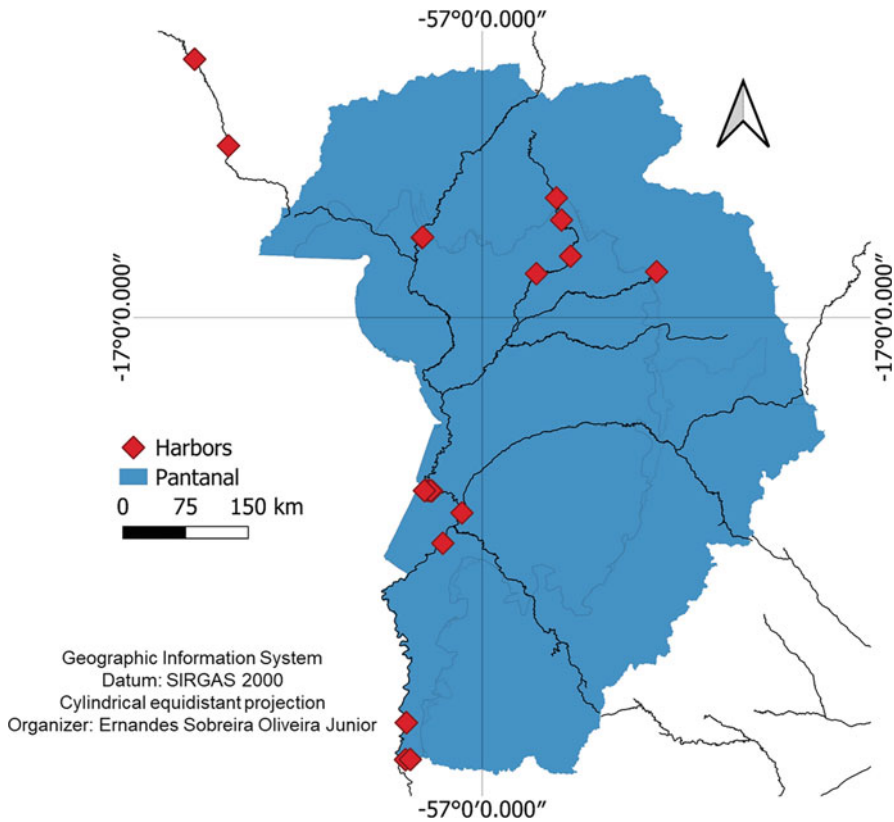 -57°0′0.000″
-17°0′0.000″
-17°0′0.000″
Harbors
Pantanal
0 75 150 km
Geographic Information System
Datum: SIRGAS 2000
Cylindrical equidistant projection
Organizer: Ernandes Sobreira Oliveira Junior
-57°0′0.000″